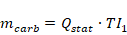 m_carb = Q_stat · TI_1